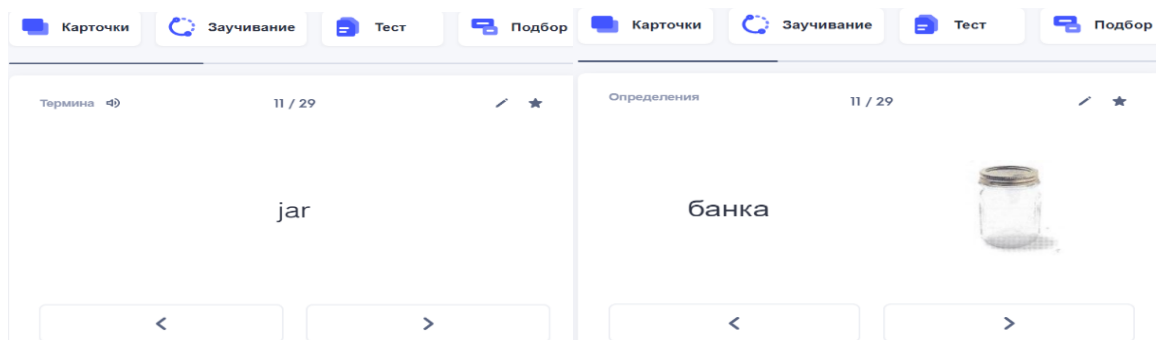 Карточки Заучивание Тест Подбор
Термина 11 / 29
jar
Карточки Заучивание Тест Подбор
Определения 11 / 29
банка